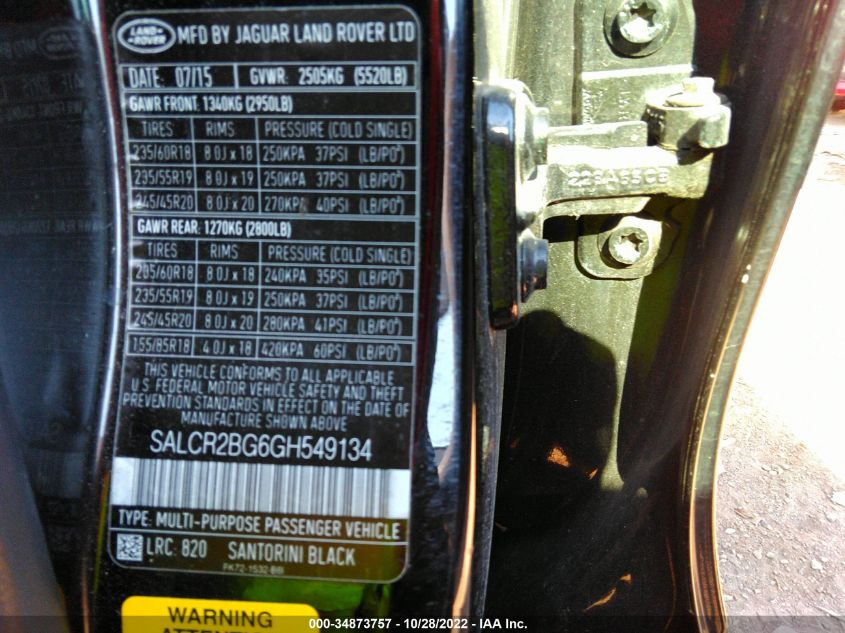 LAND ROVER MFD BY JAGUAR LAND ROVER LTD
DATE: 07/15 GVWR: 2505KG (5520LB)
GAWR FRONT: 1340KG (2950LB)
TIRES RIMS PRESSURE (COLD SINGLE)
235/60R18 8.0J x 18 250KPA 37PSI (LB/PO²)
235/55R19 8.0J x 19 250KPA 37PSI (LB/PO²)
245/45R20 8.0J x 20 270KPA 40PSI (LB/PO²)
GAWR REAR: 1270KG (2800LB)
TIRES RIMS PRESSURE (COLD SINGLE)
235/60R18 8.0J x 18 240KPA 35PSI (LB/PO²)
235/55R19 8.0J x 19 250KPA 37PSI (LB/PO²)
245/45R20 8.0J x 20 280KPA 41PSI (LB/PO²)
155/85R18 4.0J x 18 420KPA 60PSI (LB/PO²)
THIS VEHICLE CONFORMS TO ALL APPLICABLE
U.S. FEDERAL MOTOR VEHICLE SAFETY AND THEFT
PREVENTION STANDARDS IN EFFECT ON THE DATE OF
MANUFACTURE SHOWN ABOVE
SALCR2BG6GH549134
TYPE: MULTI-PURPOSE PASSENGER VEHICLE
LRC: 820 SANTORINI BLACK
FK72-1532-BB
WARNING
223A55CB
000-34873757 - 10/28/2022 - IAA Inc.